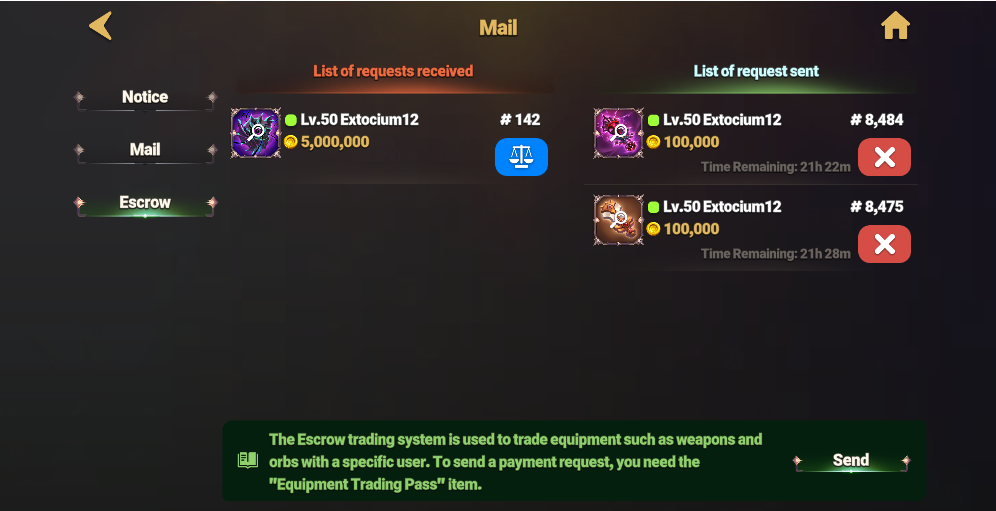 Mail
Notice
Mail
Escrow
List of requests received
Lv.50 Extocium12
# 142
5,000,000
List of request sent
Lv.50 Extocium12
# 8,484
100,000
Time Remaining: 21h 22m
Lv.50 Extocium12
# 8,475
100,000
Time Remaining: 21h 28m
The Escrow trading system is used to trade equipment such as weapons and
orbs with a specific user. To send a payment request, you need the
"Equipment Trading Pass" item.
Send